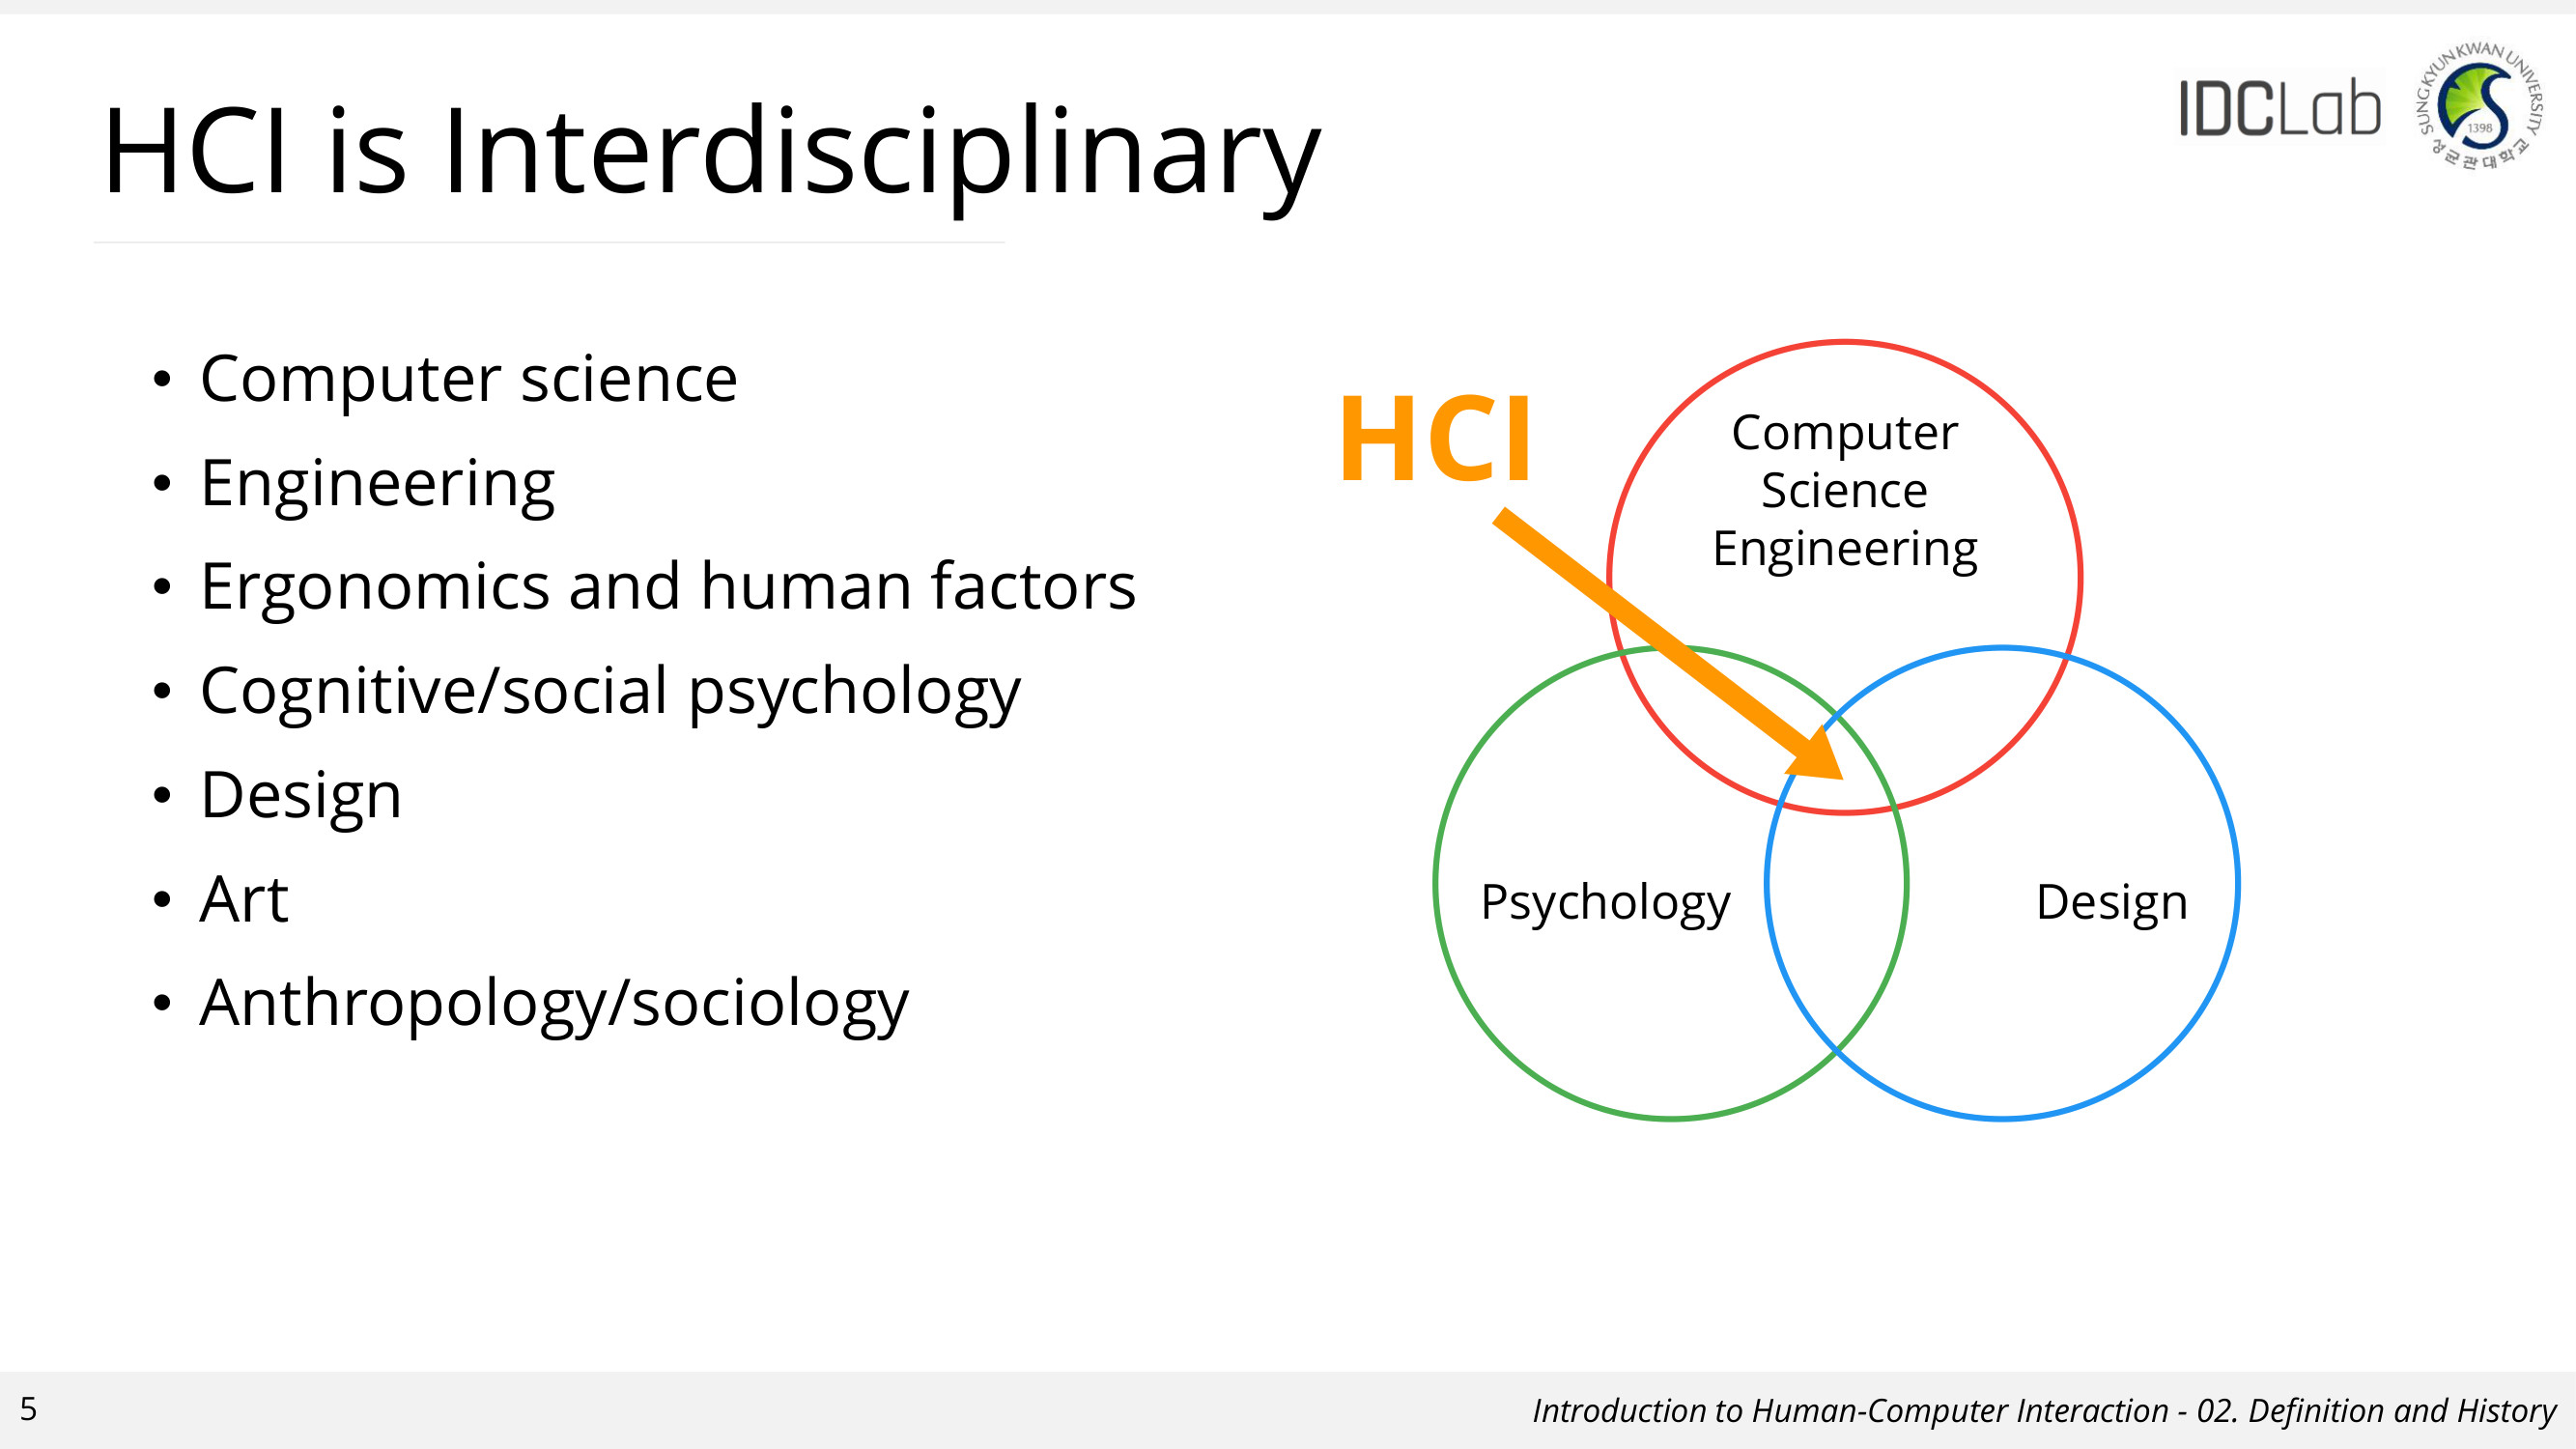 HCI is Interdisciplinary
IDCLab
SUNGKYUNKWAN UNIVERSITY
1398
성균관대학교
• Computer science
• Engineering
• Ergonomics and human factors
• Cognitive/social psychology
• Design
• Art
• Anthropology/sociology
HCI
Computer
Science
Engineering
Psychology
Design
5
Introduction to Human-Computer Interaction - 02. Definition and History